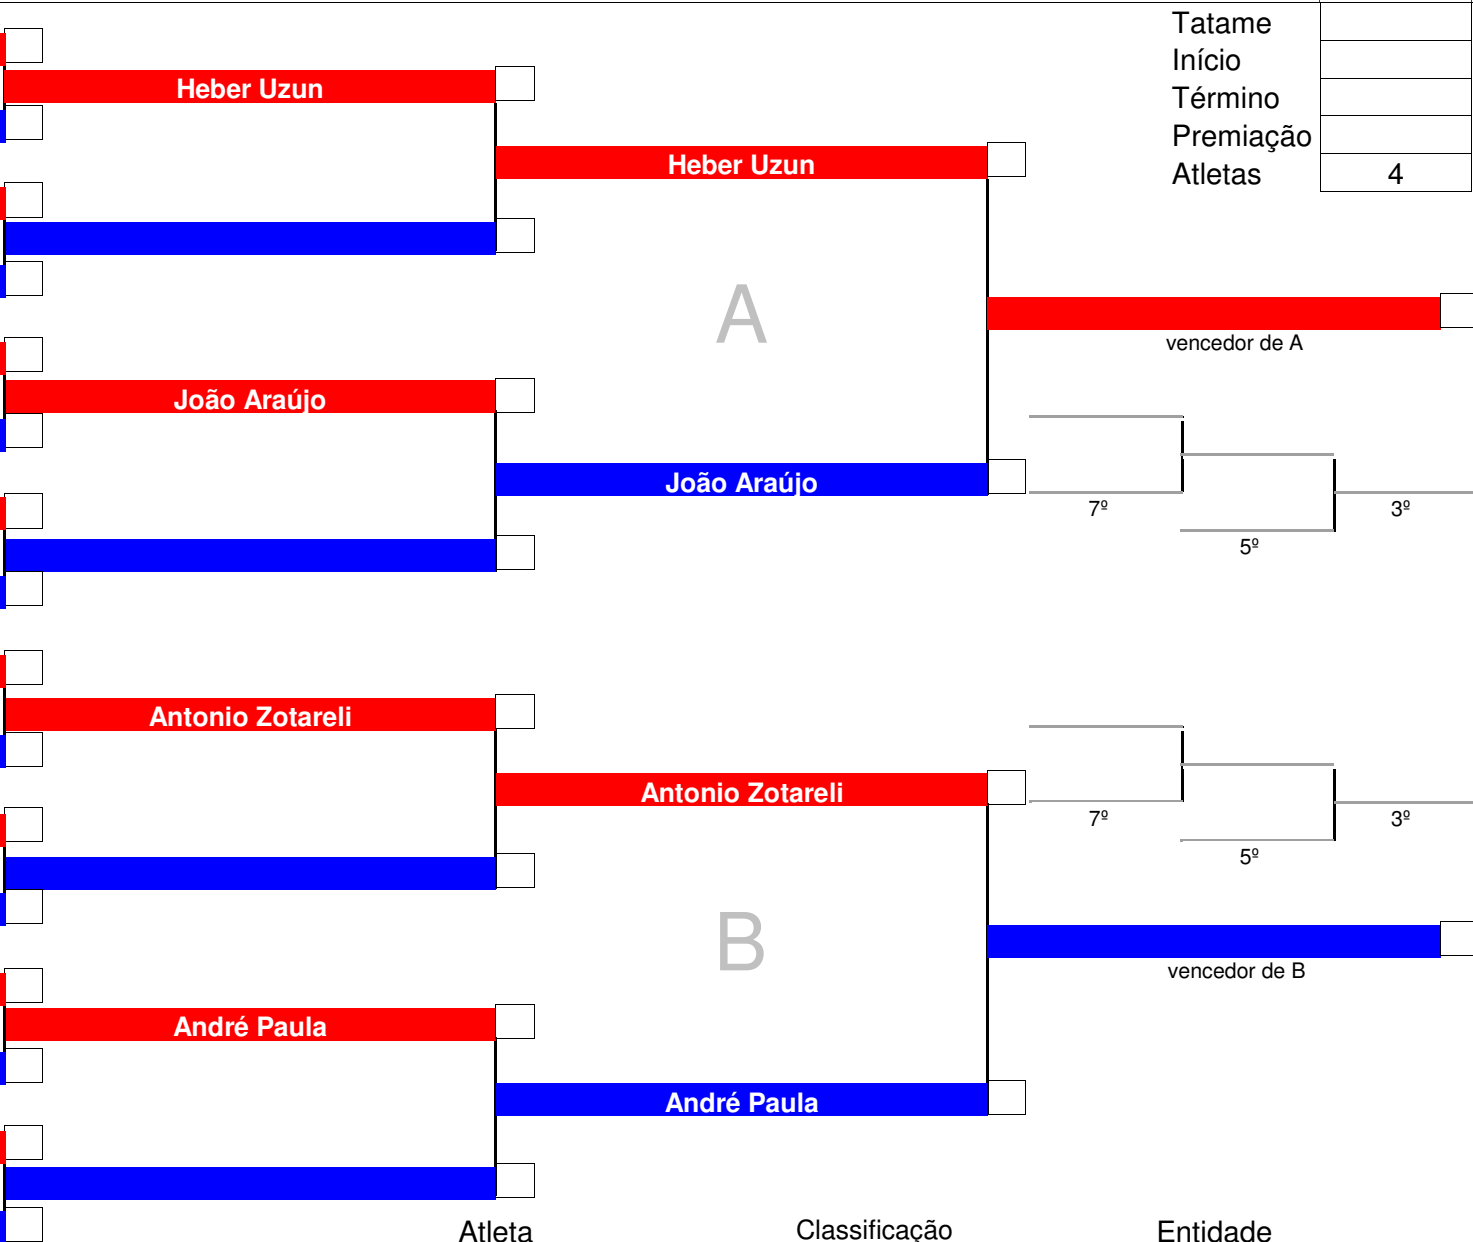 Tatame
Início
Término
Premiação
Atletas 4
Heber Uzun
Heber Uzun
A
vencedor de A
João Araújo
João Araújo
7º
3º
5º
Antonio Zotareli
Antonio Zotareli
7º
3º
5º
B
vencedor de B
André Paula
André Paula
Atleta Classificação Entidade